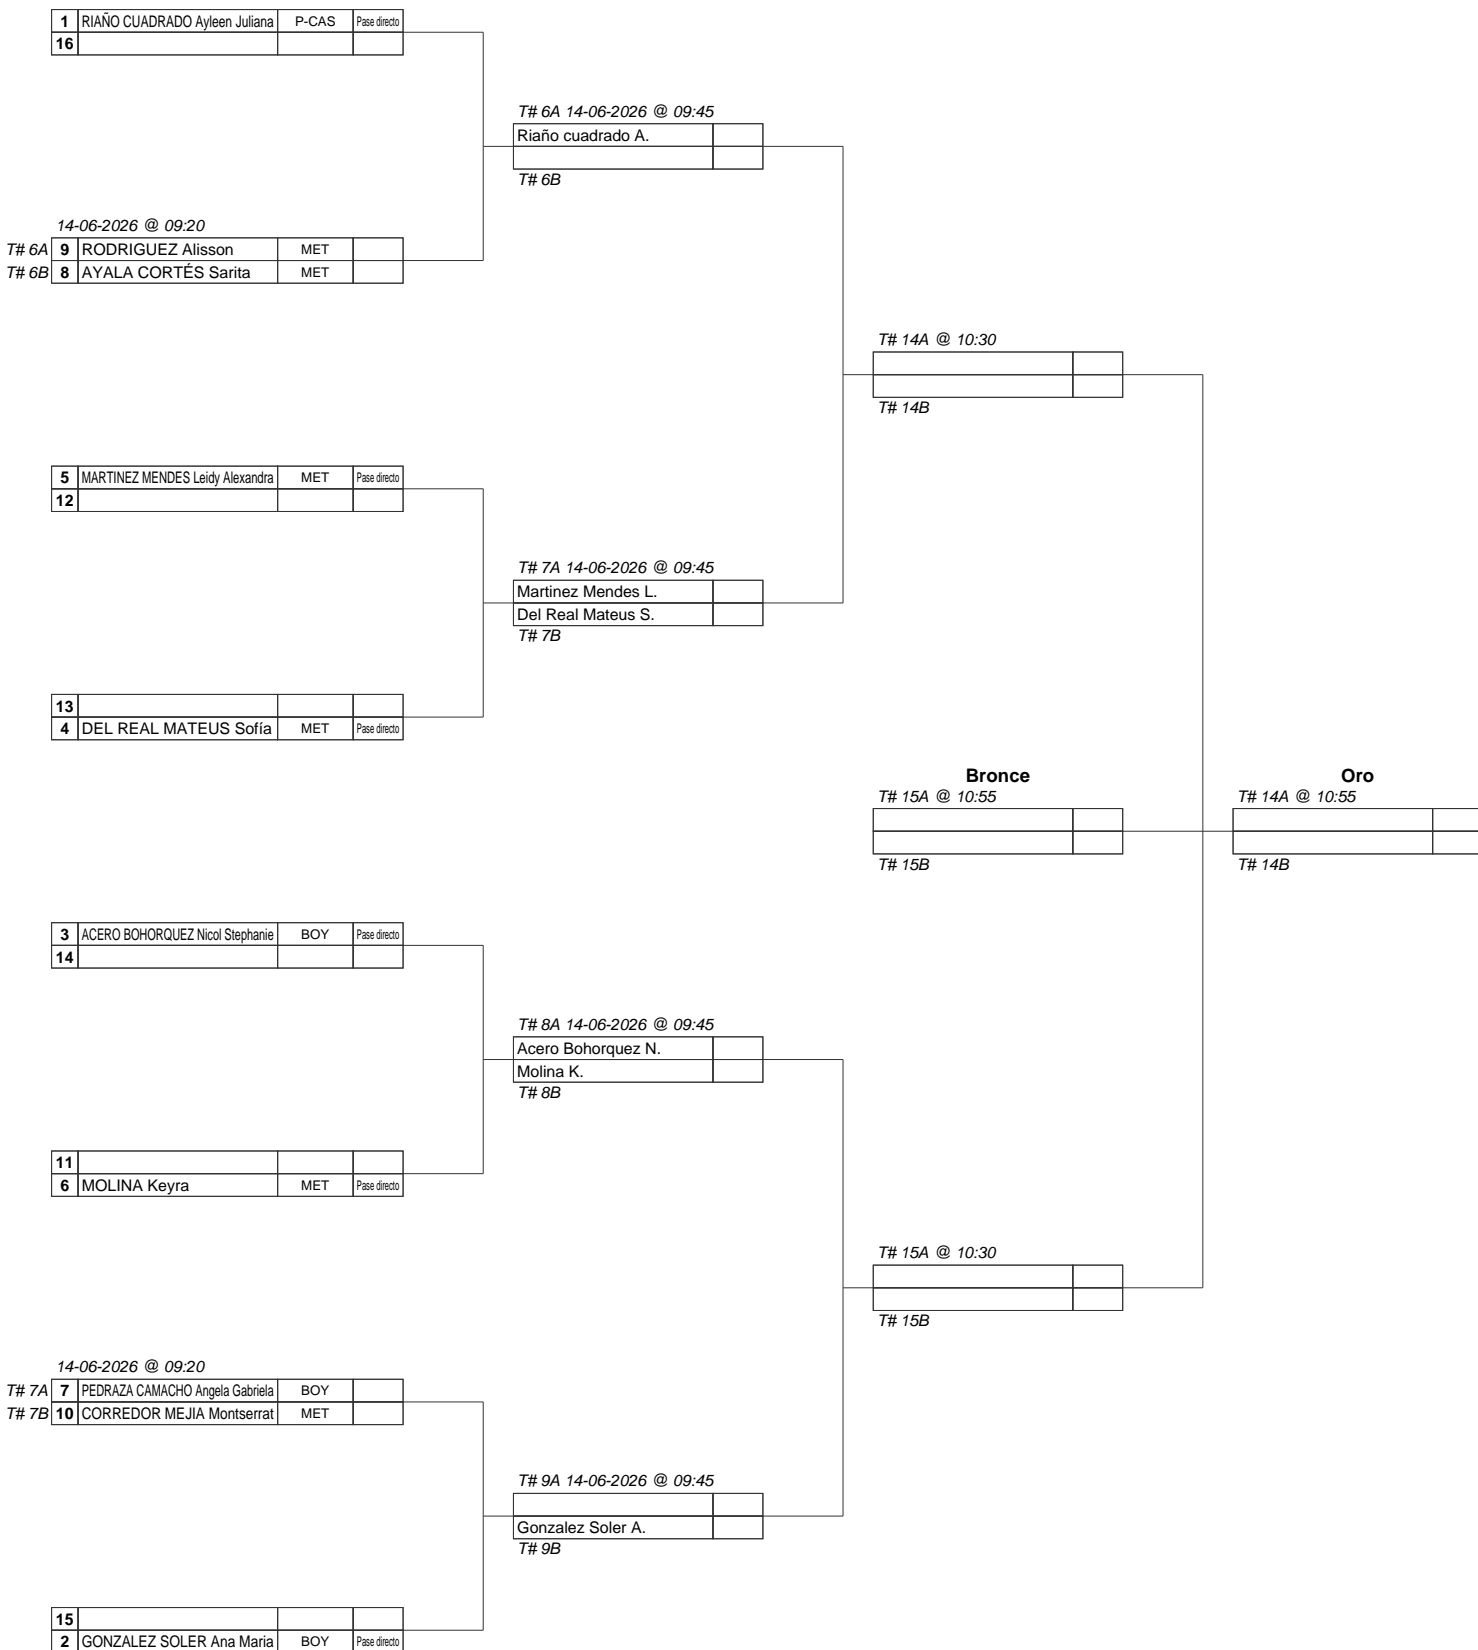 1 RIAÑO CUADRADO Ayleen Juliana P-CAS Pase directo
16
T# 6A 14-06-2026 @ 09:45
Riaño cuadrado A.
T# 6B
14-06-2026 @ 09:20
T# 6A 9 RODRIGUEZ Alisson MET
T# 6B 8 AYALA CORTÉS Sarita MET
T# 14A @ 10:30
T# 14B
5 MARTINEZ MENDES Leidy Alexandra MET Pase directo
12
T# 7A 14-06-2026 @ 09:45
Martinez Mendes L.
Del Real Mateus S.
T# 7B
13
4 DEL REAL MATEUS Sofía MET Pase directo
Bronce Oro
T# 15A @ 10:55 T# 14A @ 10:55
T# 15B T# 14B
3 ACERO BOHORQUEZ Nicol Stephanie BOY Pase directo
14
T# 8A 14-06-2026 @ 09:45
Acero Bohorquez N.
Molina K.
T# 8B
11
6 MOLINA Keyra MET Pase directo
T# 15A @ 10:30
T# 15B
14-06-2026 @ 09:20
T# 7A 7 PEDRAZA CAMACHO Angela Gabriela BOY
T# 7B 10 CORREDOR MEJIA Montserrat MET
T# 9A 14-06-2026 @ 09:45
Gonzalez Soler A.
T# 9B
15
2 GONZALEZ SOLER Ana Maria BOY Pase directo